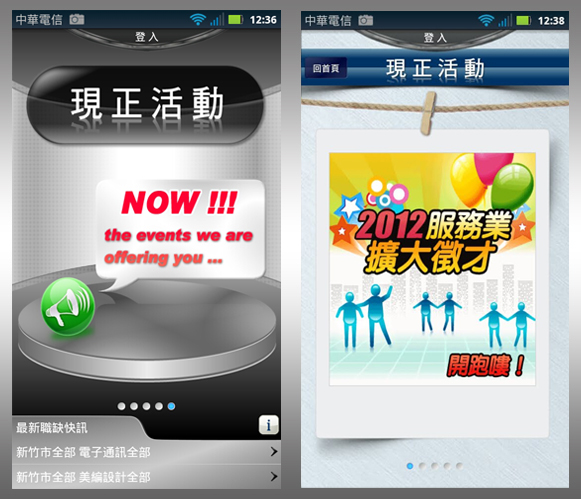 中華電信
12:36
登入
現正活動
NOW !!!
the events we are
offering you ...
最新職缺快訊
i
新竹市全部 電子通訊全部
新竹市全部 美編設計全部
中華電信
12:38
登入
回首頁
現正活動
2012服務業
擴大徵才
開跑嘍！